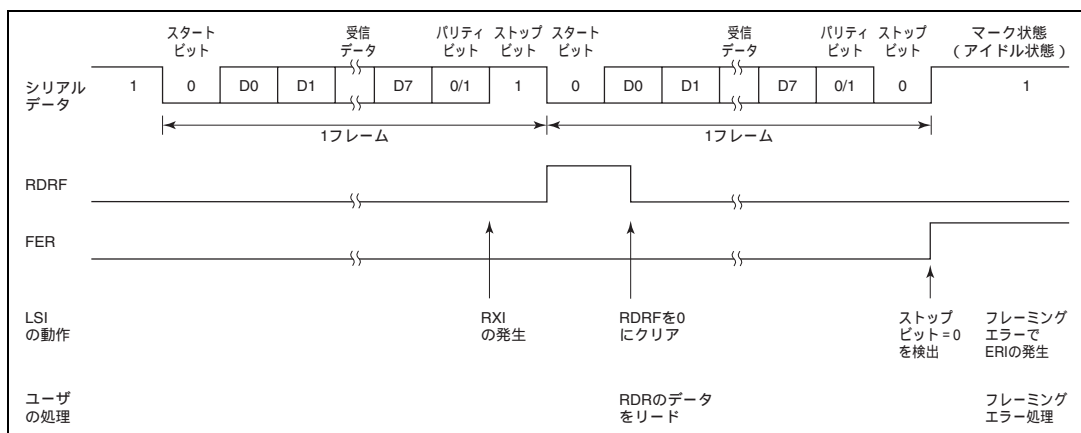 スタート
ビット
受信
データ
パリティ
ビット
ストップ
ビット
スタート
ビット
受信
データ
パリティ
ビット
ストップ
ビット
マーク状態
（アイドル状態）
シリアル
データ
1 0 D0 D1 D7 0/1 1 0 D0 D1 D7 0/1 0 1
1フレーム 1フレーム
RDRF
FER
LSI
の動作
RXI
の発生
RDRFを0
にクリア
ストップ
ビット=0
を検出
フレーミング
エラーで
ERIの発生
ユーザ
の処理
RDRのデータ
をリード
フレーミング
エラー処理